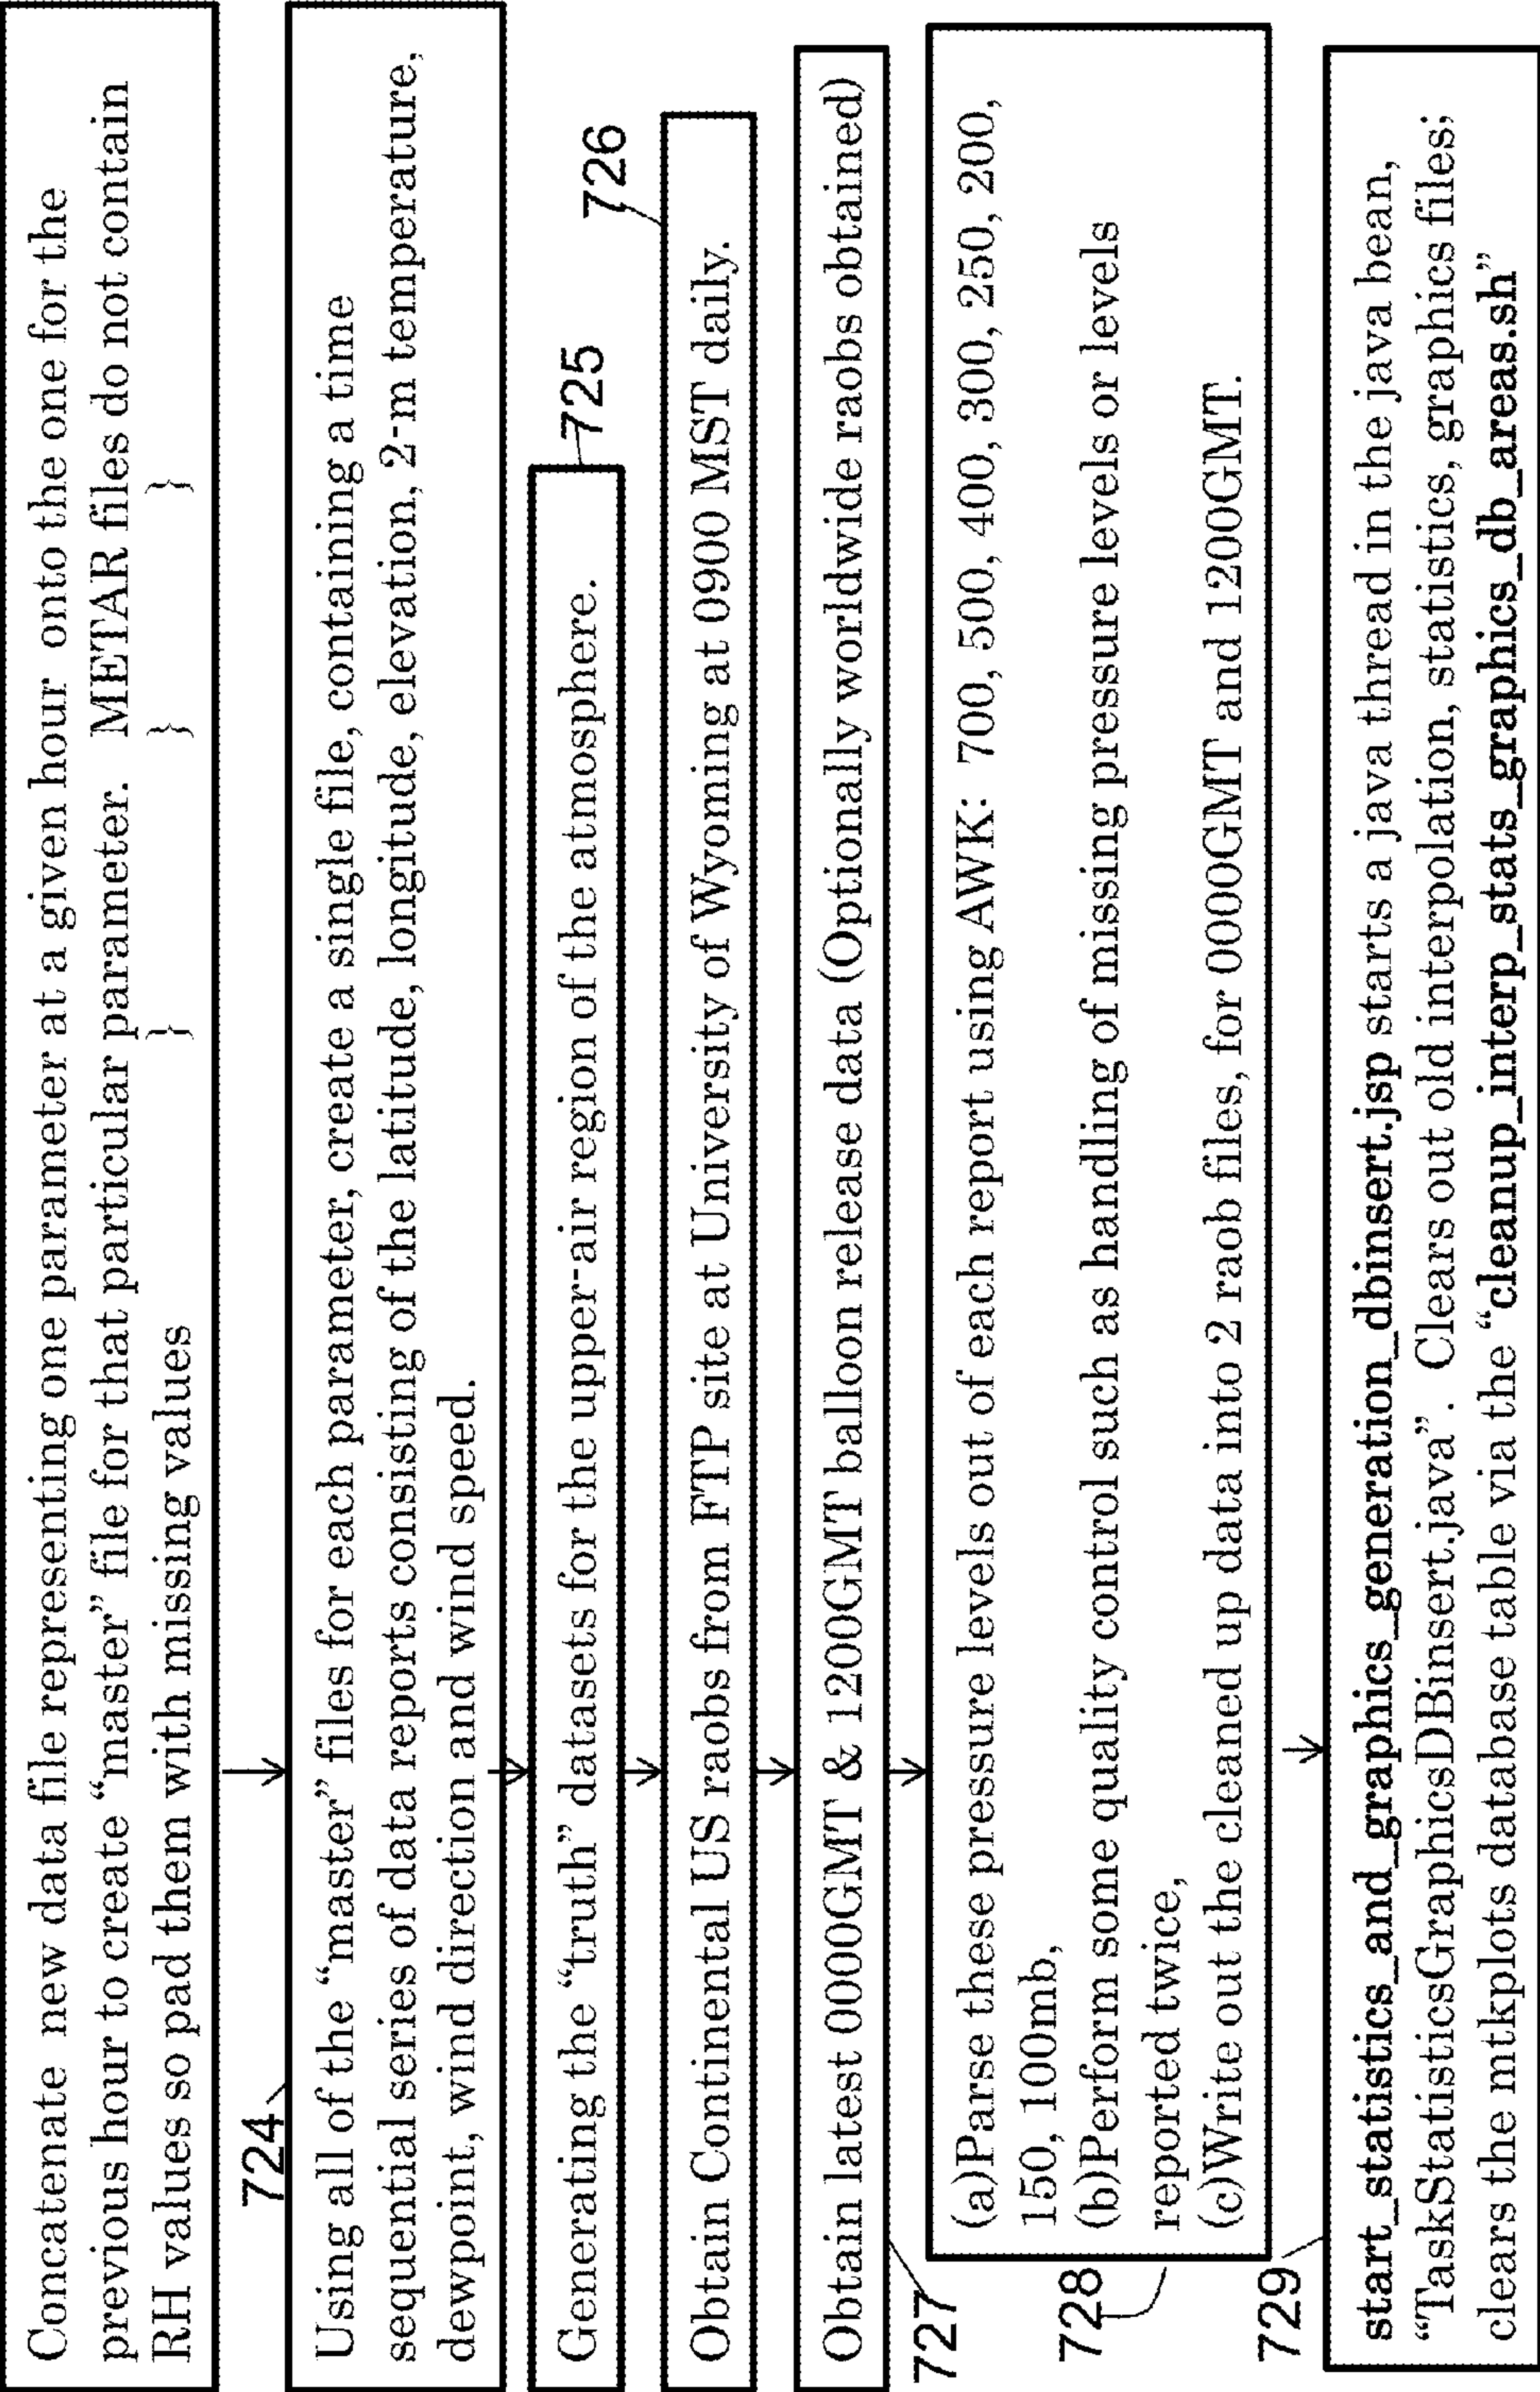 Concatenate new data file representing one parameter at a given hour onto the one for the
previous hour to create “master” file for that particular parameter. METAR files do not contain
RH values so pad them with missing values } } }
724
Using all of the “master” files for each parameter, create a single file, containing a time
sequential series of data reports consisting of the latitude, longitude, elevation, 2-m temperature,
dewpoint, wind direction and wind speed.
725
Generating the “truth” datasets for the upper-air region of the atmosphere.
726
Obtain Continental US raobs from FTP site at University of Wyoming at 0900 MST daily.
Obtain latest 0000GMT & 1200GMT balloon release data (Optionally worldwide raobs obtained)
727
(a)Parse these pressure levels out of each report using AWK: 700, 500, 400, 300, 250, 200,
150, 100mb,
(b)Perform some quality control such as handling of missing pressure levels or levels
reported twice,
(c)Write out the cleaned up data into 2 raob files, for 0000GMT and 1200GMT.
728
729
start_statistics_and_graphics_generation_dbinsert.jsp starts a java thread in the java bean,
“TaskStatisticsGraphicsDBinsert.java”. Clears out old interpolation, statistics, graphics files;
clears the mtkplots database table via the “cleanup_interp_stats_graphics_db_areas.sh”